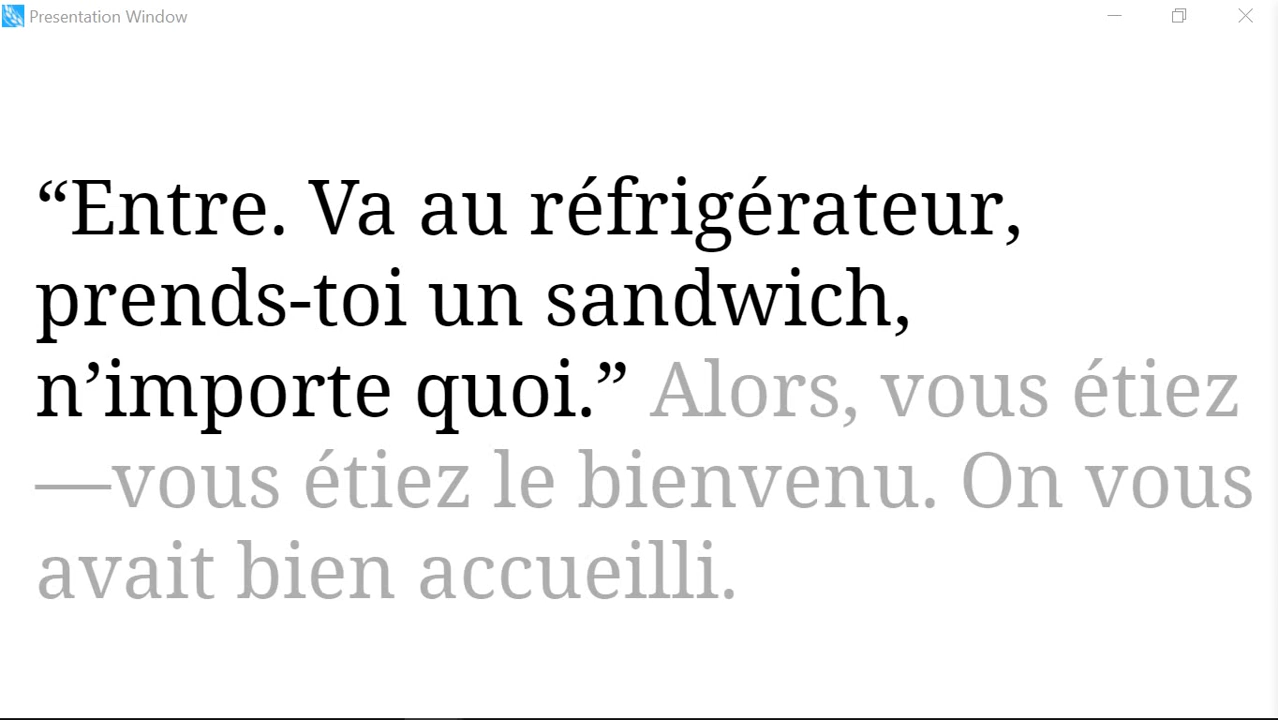 Presentation Window
“Entre. Va au réfrigérateur,
prends-toi un sandwich,
n’importe quoi.” Alors, vous étiez
—vous étiez le bienvenu. On vous
avait bien accueilli.